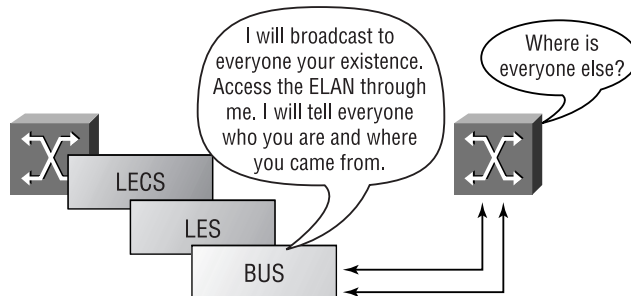 I will broadcast to
everyone your existence.
Access the ELAN through
me. I will tell everyone
who you are and where
you came from.
Where is
everyone else?
LECS
LES
BUS